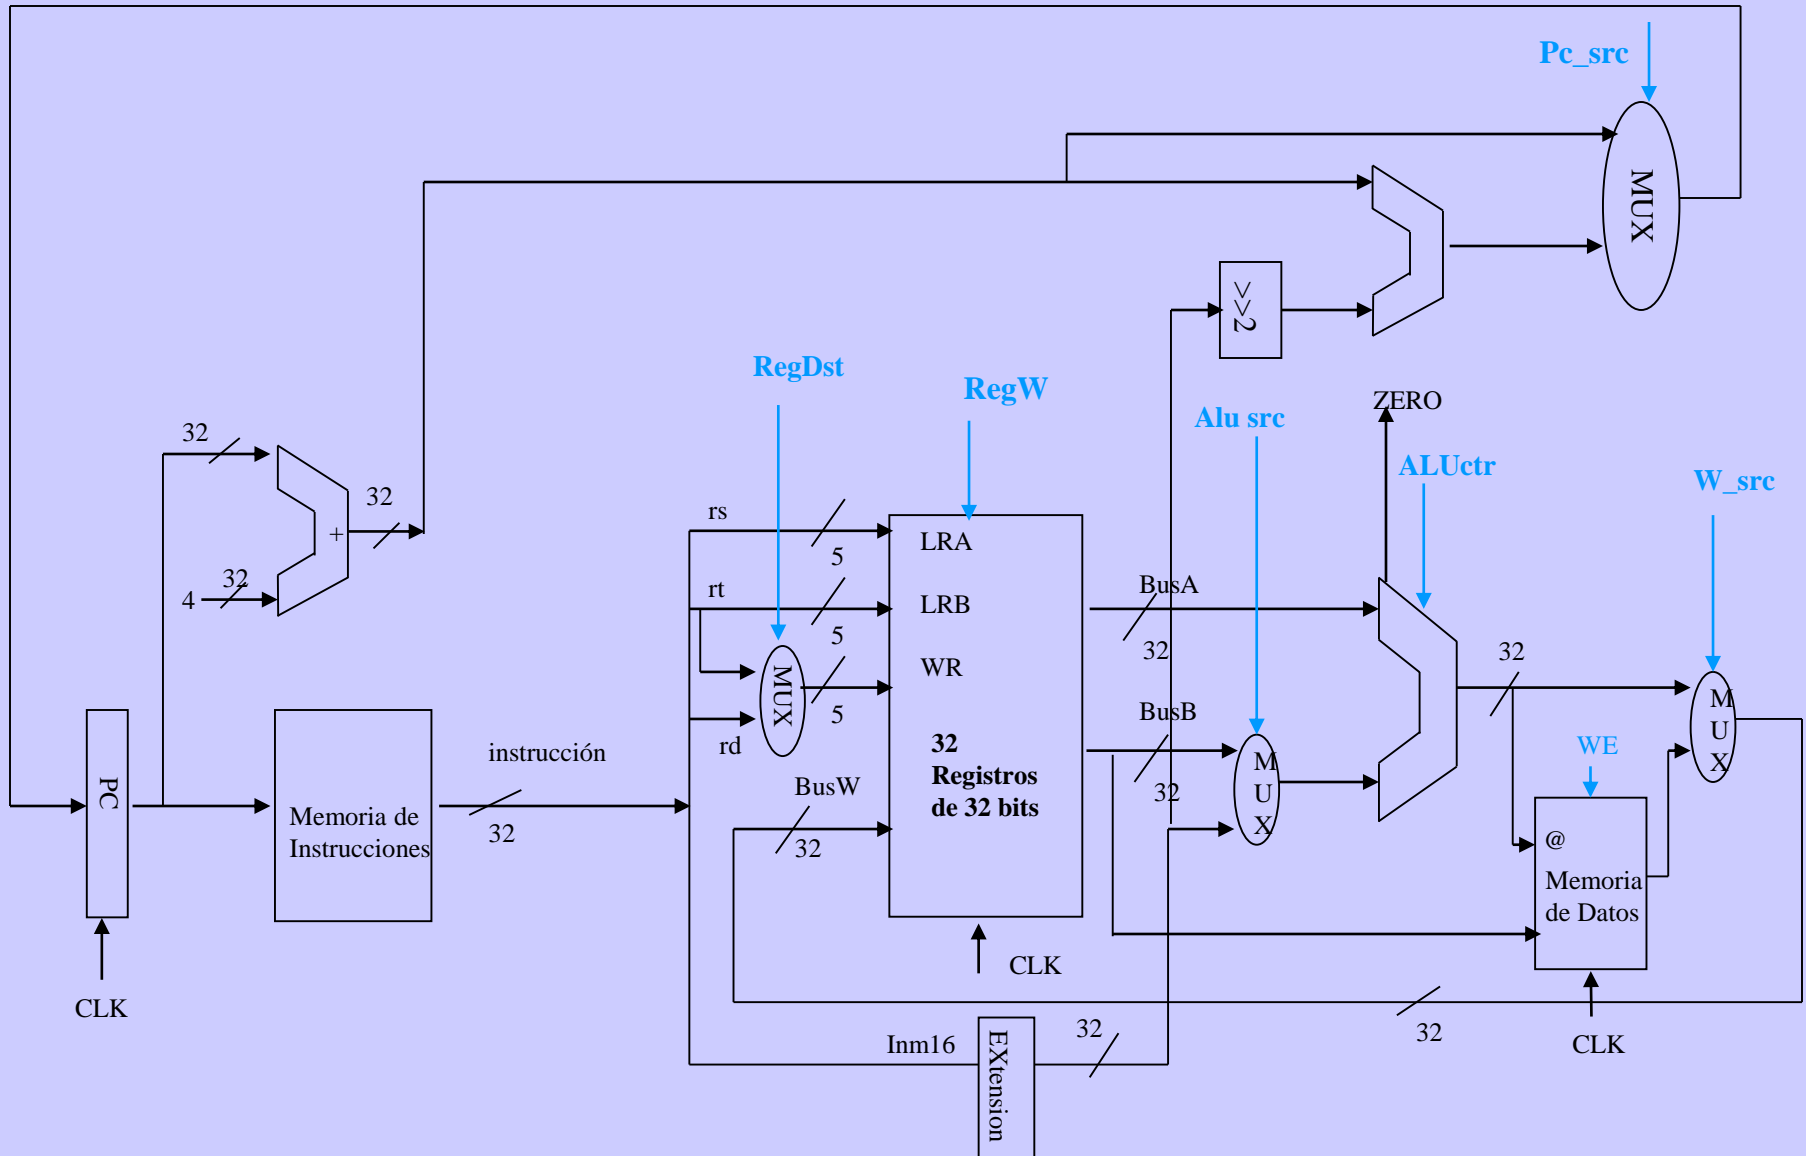 Pc_src
MUX
>>2
RegDst
RegW
Alu src
ZERO
ALUctr
W_src
32
32
+
4
32
rs
5
LRA
rt
5
LRB
MUX
5
WR
rd
BusA
32
BusB
32
32
Registros
de 32 bits
BusW
32
M
U
X
32
M
U
X
WE
@
Memoria
de Datos
PC
Memoria de
Instrucciones
instrucción
32
CLK
CLK
CLK
32
Inm16
EXtension
32